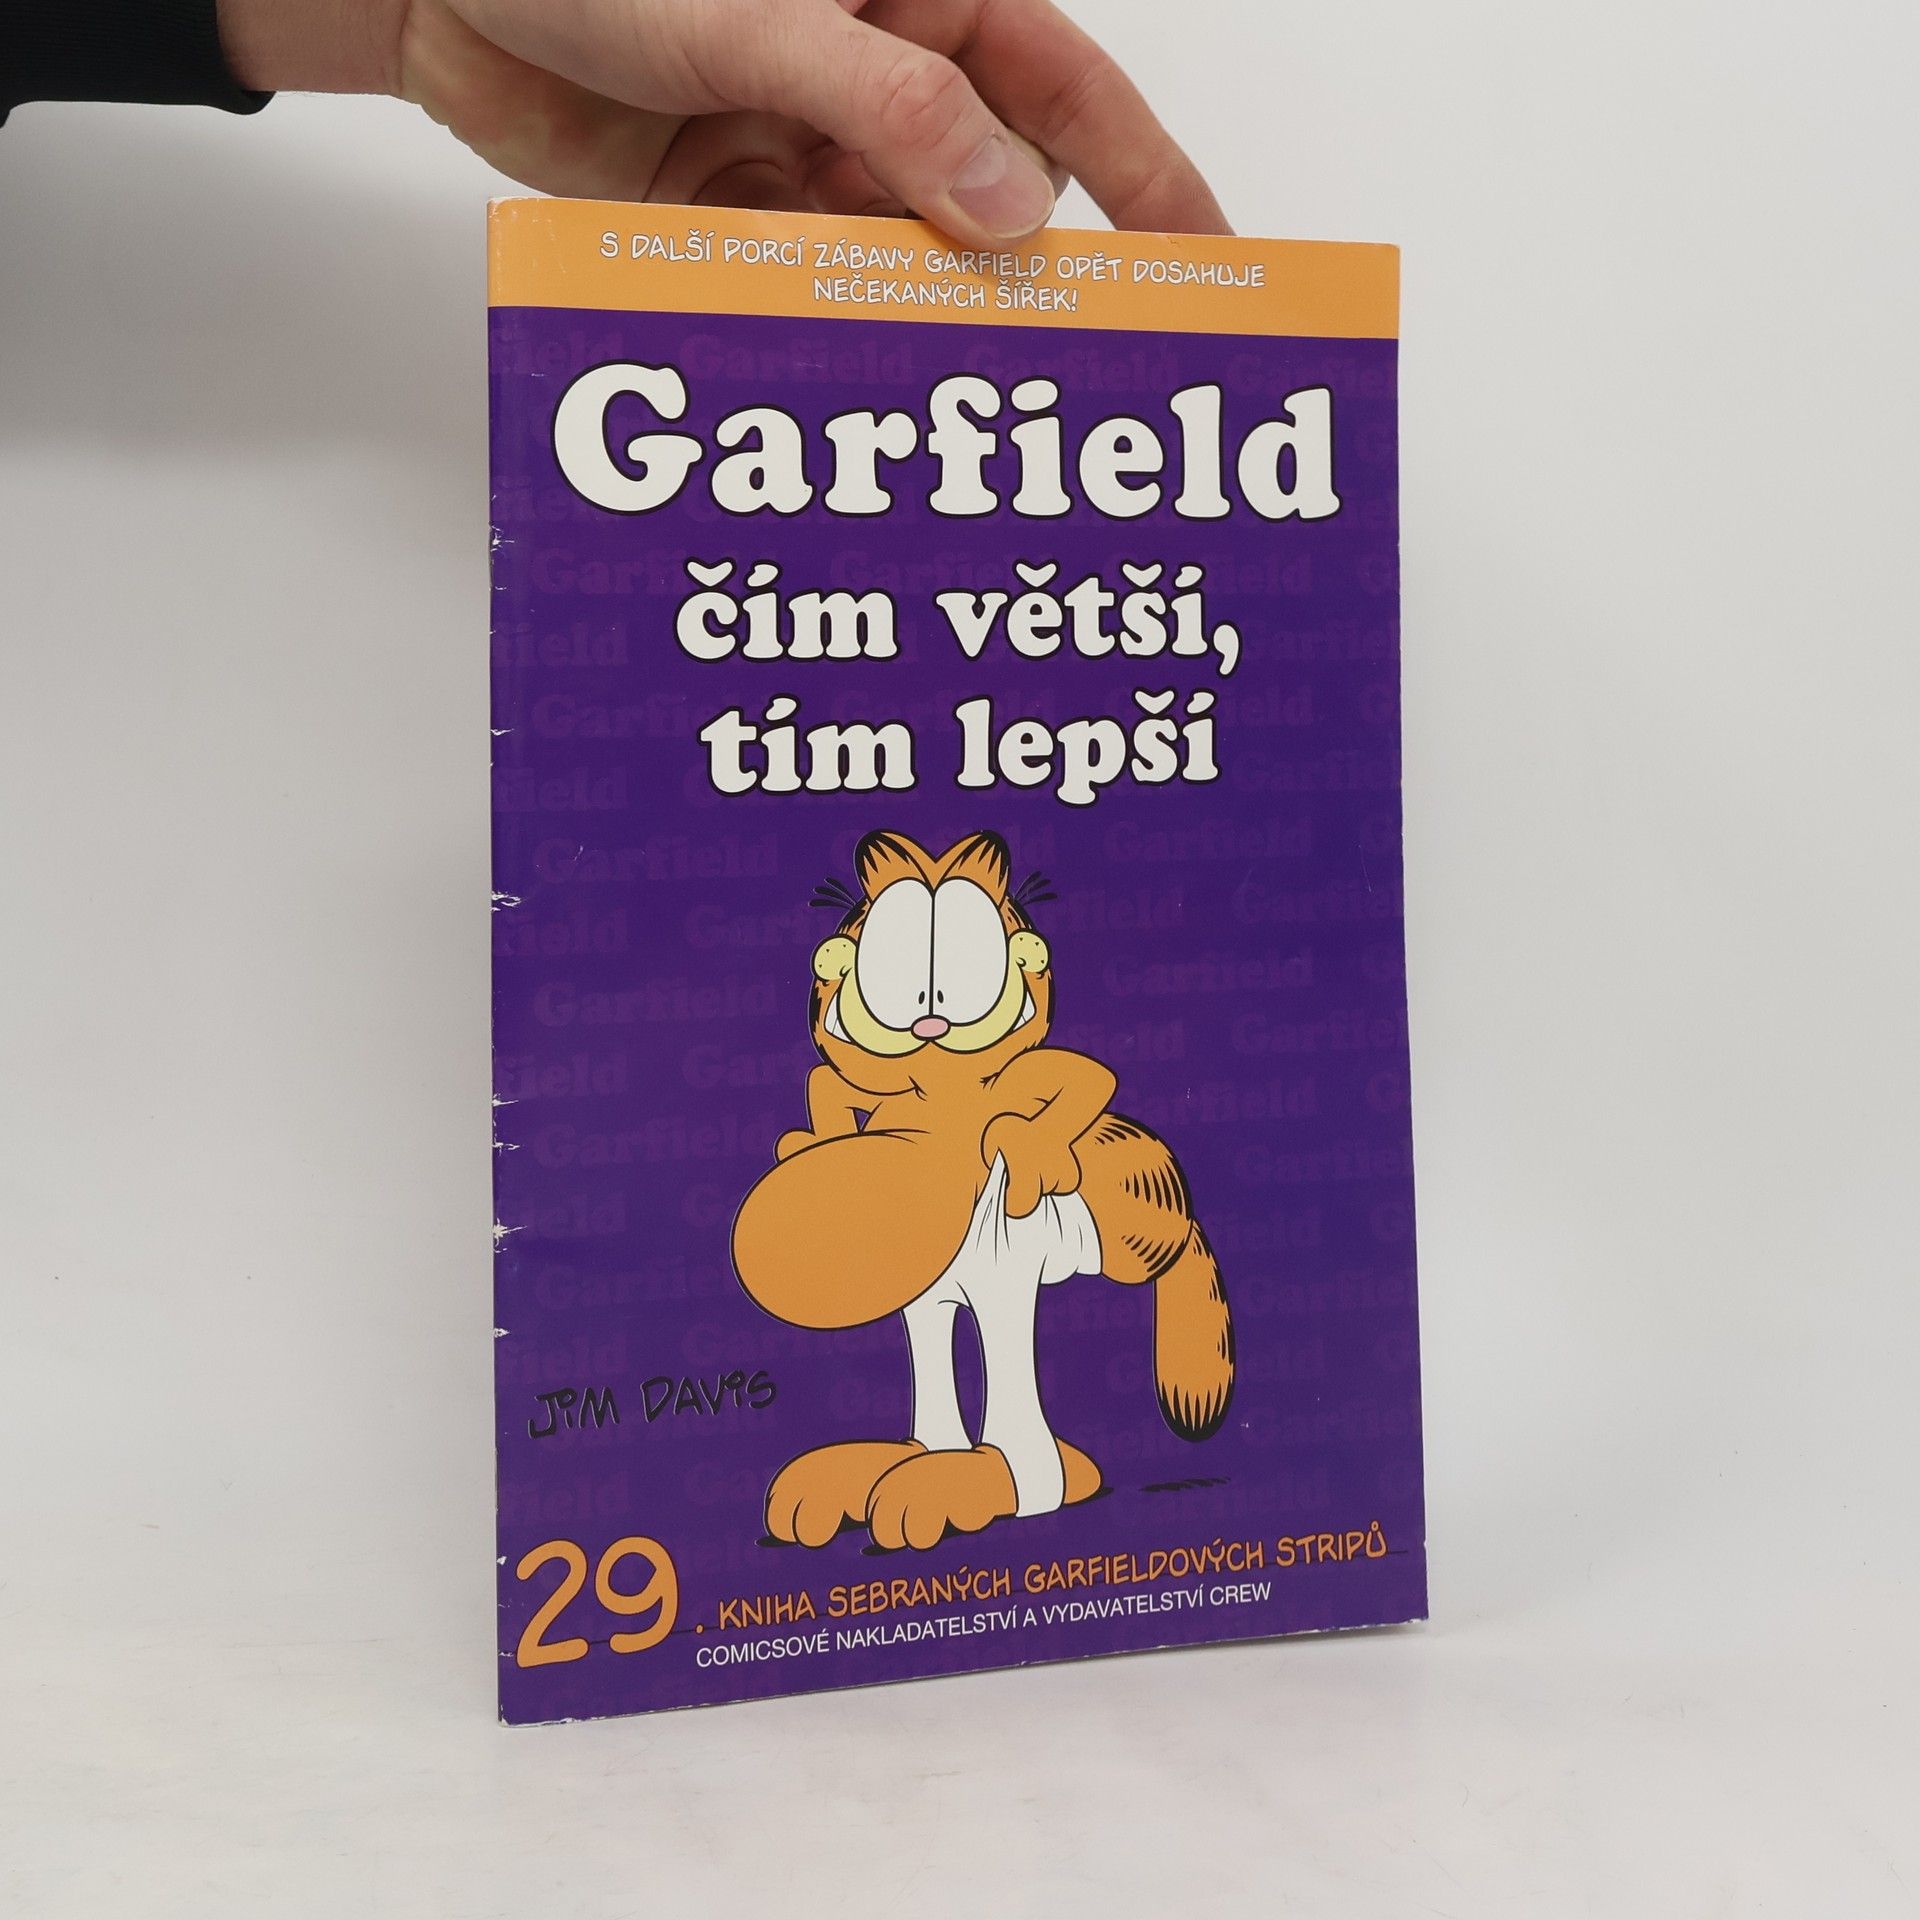 S DALŠÍ PORCÍ ZÁBAVY GARFIELD OPĚT DOSAHUJE
NEČEKANÝCH ŠÍŘEK!
Garfield
čím větší,
tím lepší
JIM DAVIS
29. KNIHA SEBRANÝCH GARFIELDOVÝCH STRIPŮ
COMICSOVÉ NAKLADATELSTVÍ A VYDAVATELSTVÍ CREW